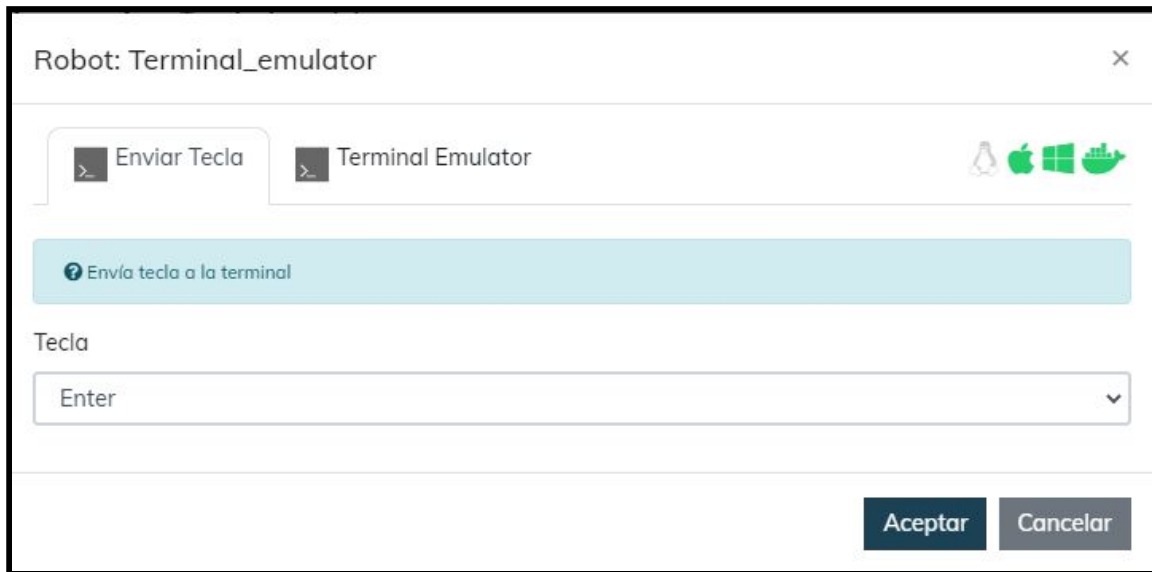 Robot: Terminal_emulator ×
>_ Enviar Tecla >_ Terminal Emulator
Envía tecla a la terminal
Tecla
Enter
Aceptar Cancelar